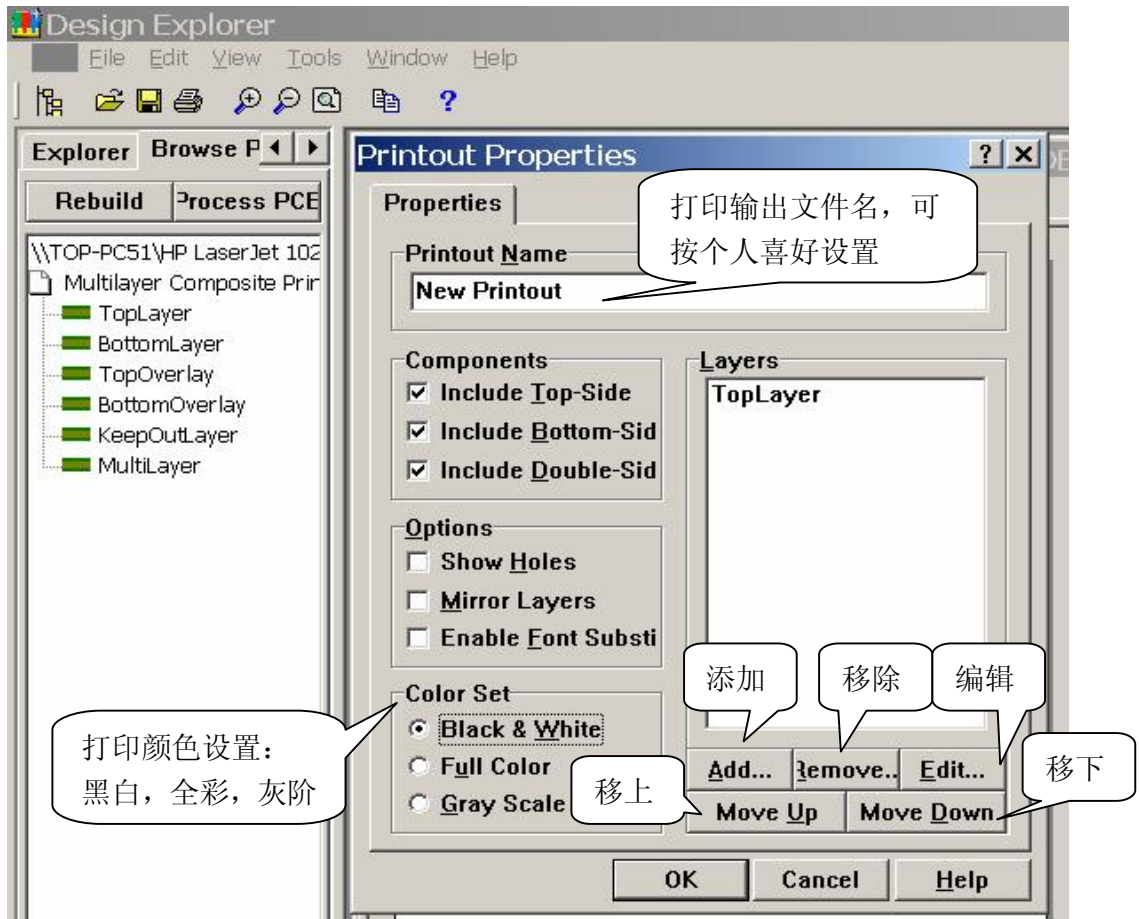 Design Explorer
File Edit View Tools Window Help
?
Explorer Browse P
Rebuild Process PCE
\\TOP-PC51\HP LaserJet 102
Multilayer Composite Prir
TopLayer
BottomLayer
TopOverlay
BottomOverlay
KeepOutLayer
MultiLayer
Printout Properties
Properties
打印输出文件名，可
按个人喜好设置
Printout Name
New Printout
Components
Include Top-Side
Include Bottom-Sid
Include Double-Sid
Options
Show Holes
Mirror Layers
Enable Font Substi
Color Set
Black & White
Full Color
Gray Scale
打印颜色设置：
黑白，全彩，灰阶
Layers
TopLayer
添加
移除
编辑
Add... Remove.. Edit...
移上
移下
Move Up Move Down
OK Cancel Help